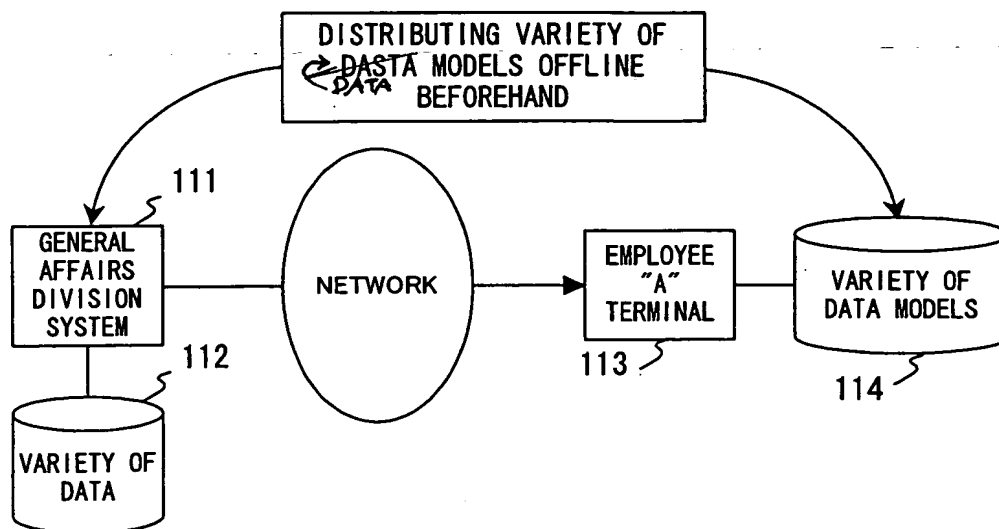 DISTRIBUTING VARIETY OF
DASTA MODELS OFFLINE
DATA
BEFOREHAND
111
GENERAL
AFFAIRS
DIVISION
SYSTEM
NETWORK
EMPLOYEE
"A"
TERMINAL
VARIETY OF
DATA MODELS
112
113
114
VARIETY OF
DATA